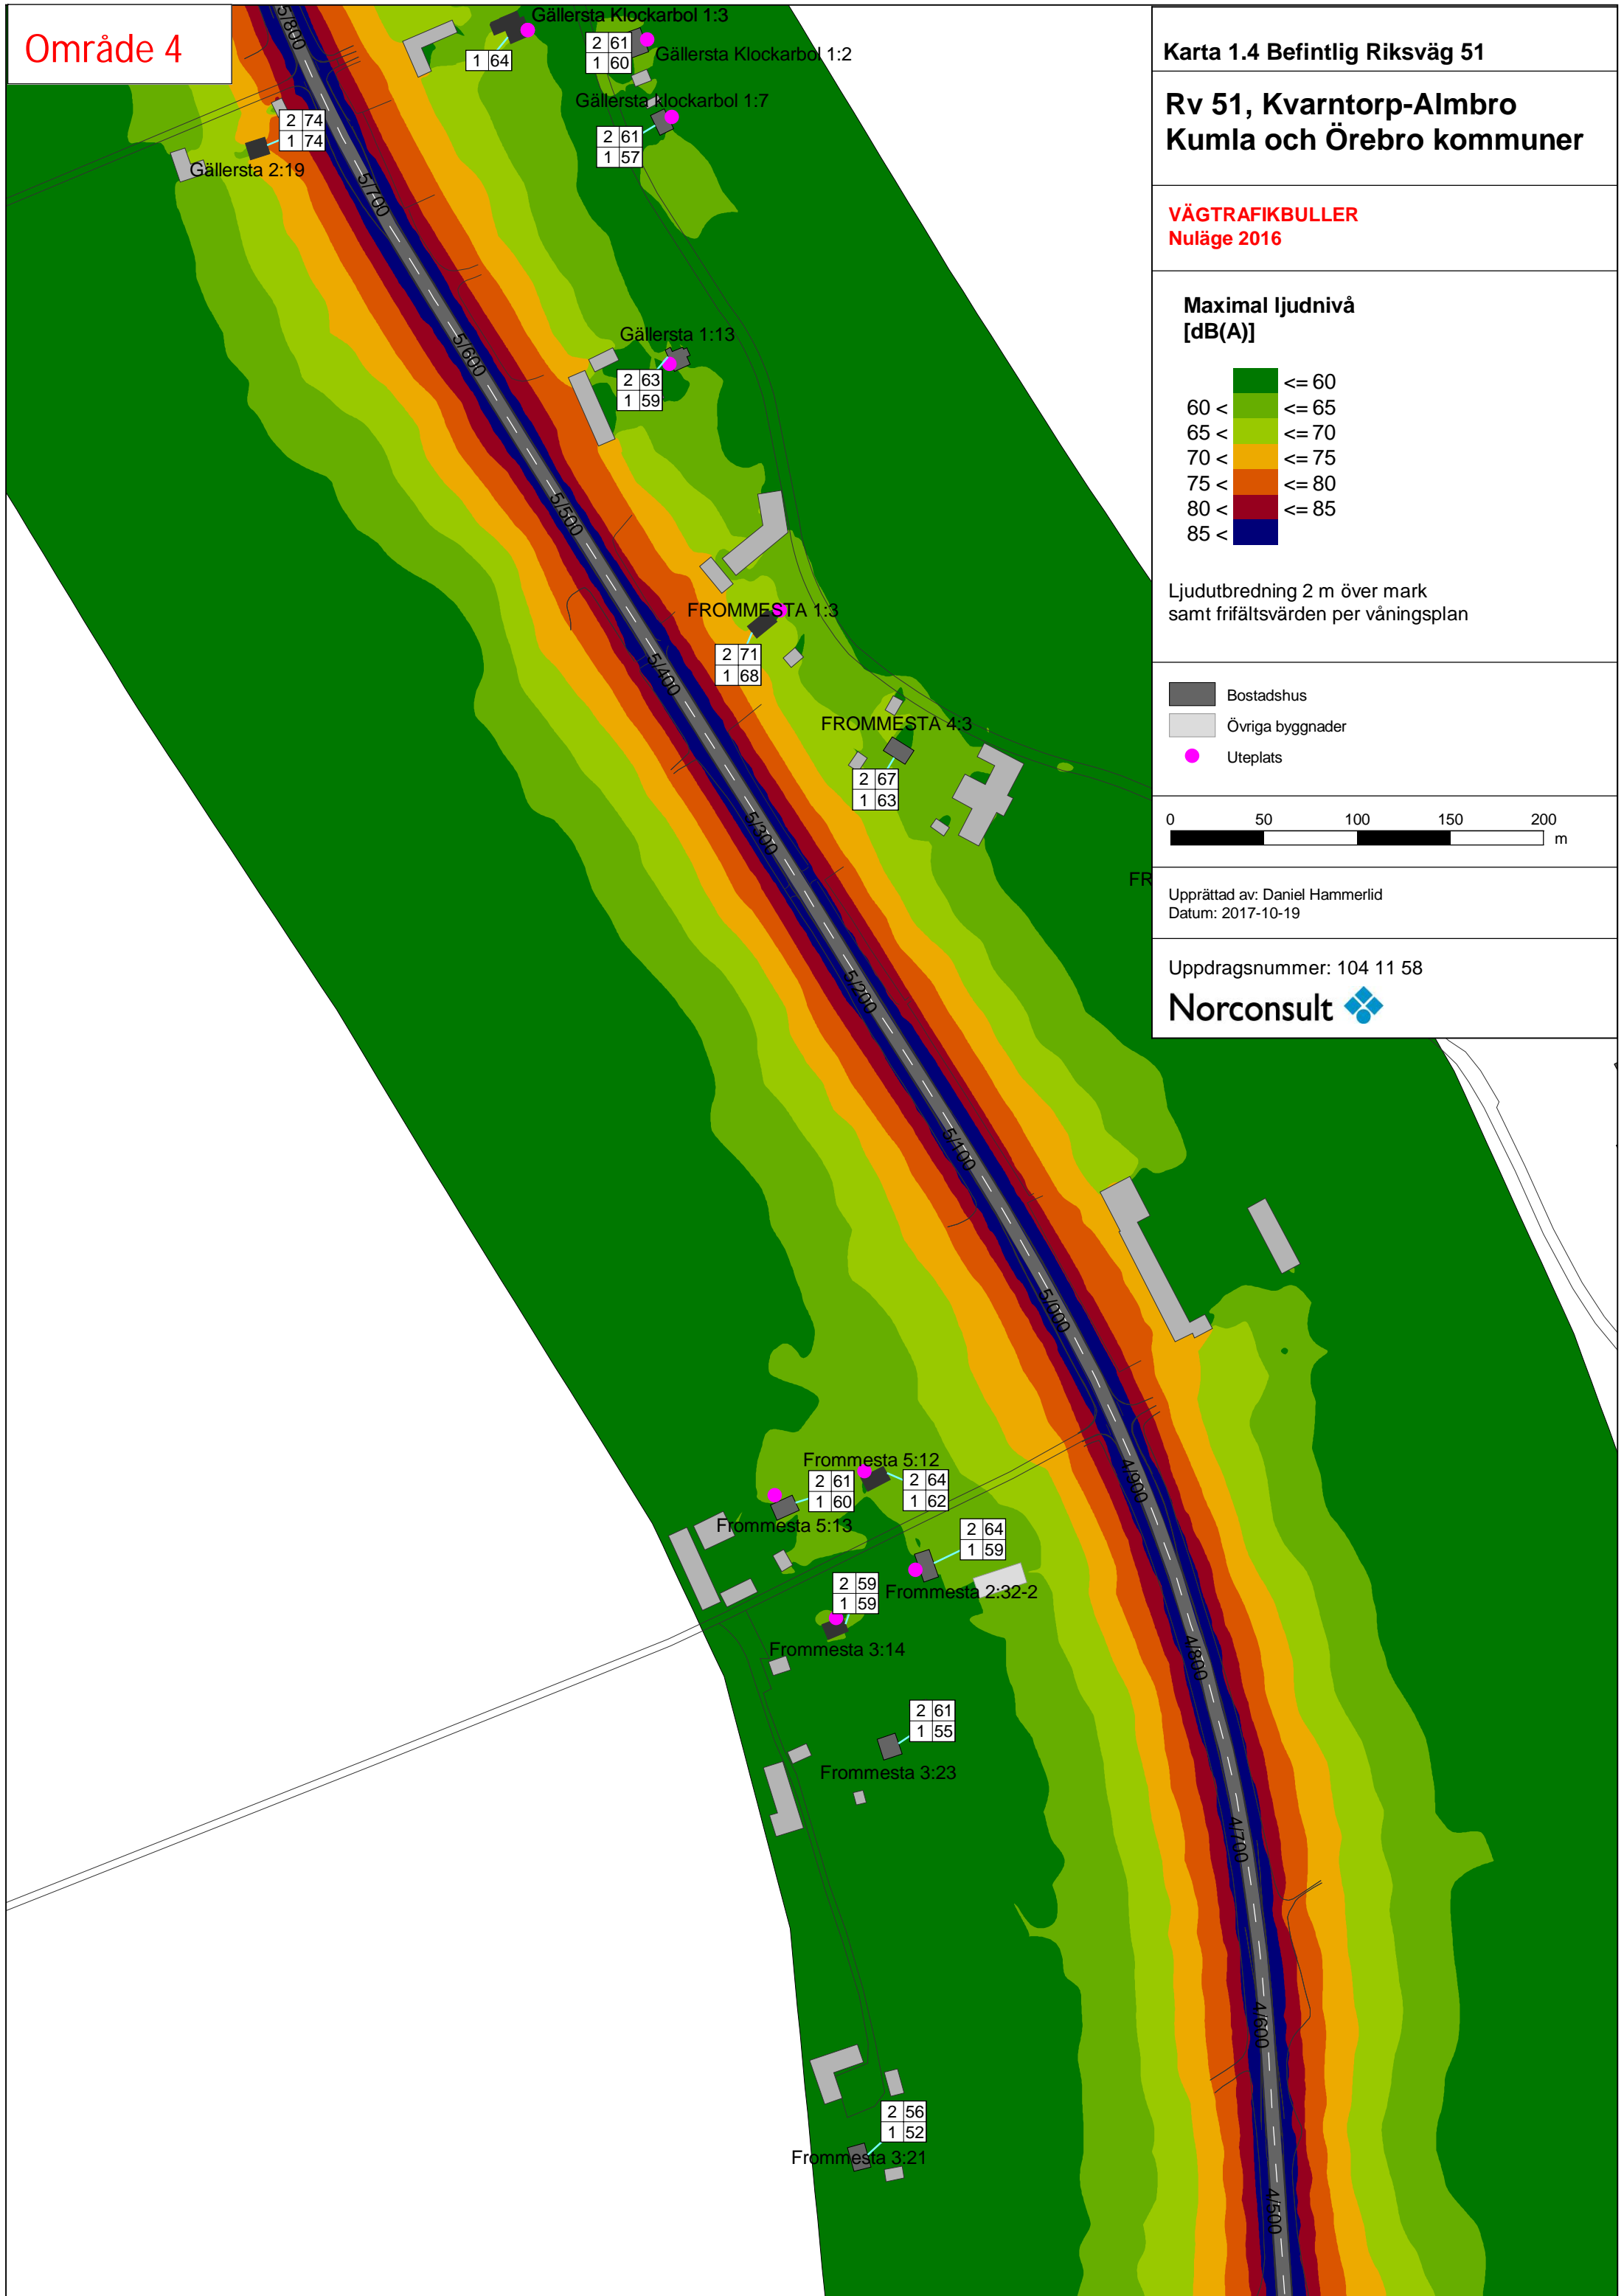 Område 4
Gällersta Klockarbol 1:3
1 64
2 61
1 60
Gällersta Klockarbol 1:2
Gällersta klockarbol 1:7
2 61
1 57
2 74
1 74
Gällersta 2:19
Gällersta 1:13
2 63
1 59
FROMMESTA 1:3
2 71
1 68
FROMMESTA 4:3
2 67
1 63
FR
Frommesta 5:12
2 61
1 60
2 64
1 62
Frommesta 5:13
2 64
1 59
Frommesta 2:32-2
2 59
1 59
Frommesta 3:14
2 61
1 55
Frommesta 3:23
2 56
1 52
Frommesta 3:21
5/800
5/700
5/600
5/500
5/400
5/300
5/200
5/100
5/000
4/900
4/800
4/700
4/600
4/500
Karta 1.4 Befintlig Riksväg 51
Rv 51, Kvarntorp-Almbro
Kumla och Örebro kommuner
VÄGTRAFIKBULLER
Nuläge 2016
Maximal ljudnivå
[dB(A)]
<= 60
60 < <= 65
65 < <= 70
70 < <= 75
75 < <= 80
80 < <= 85
85 <
Ljudutbredning 2 m över mark
samt frifältsvärden per våningsplan
Bostadshus
Övriga byggnader
Uteplats
0 50 100 150 200
m
Upprättad av: Daniel Hammerlid
Datum: 2017-10-19
Uppdragsnummer: 104 11 58
Norconsult